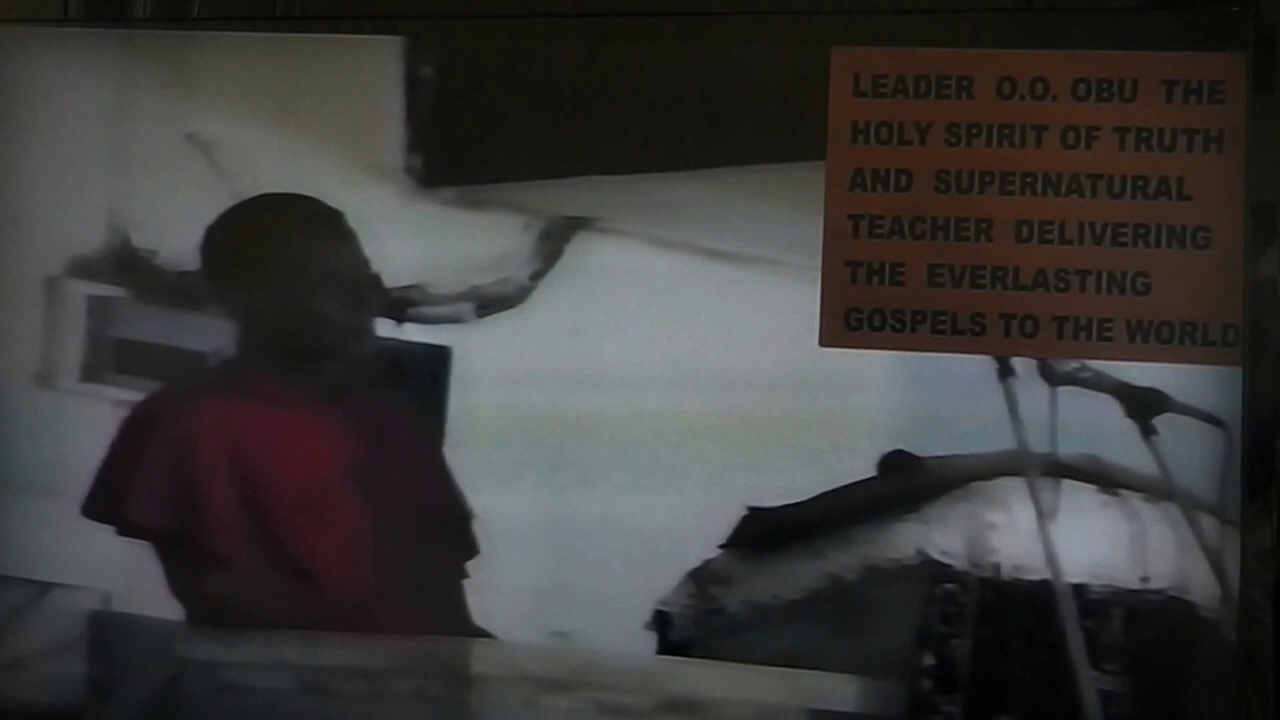 LEADER O.O. OBU THE
HOLY SPIRIT OF TRUTH
AND SUPERNATURAL
TEACHER DELIVERING
THE EVERLASTING
GOSPELS TO THE WORLD